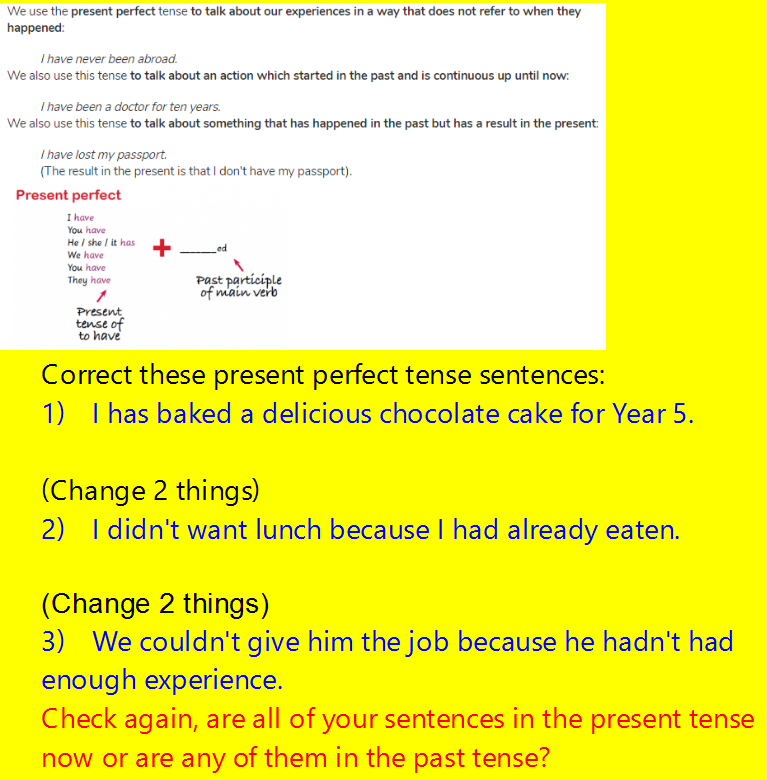 We use the present perfect tense to talk about our experiences in a way that does not refer to when they
happened:
I have never been abroad.
We also use this tense to talk about an action which started in the past and is continuous up until now:
I have been a doctor for ten years.
We also use this tense to talk about something that has happened in the past but has a result in the present:
I have lost my passport.
(The result in the present is that I don't have my passport).
Present perfect
I have
You have
He / she / it has
We have
You have
They have
+
______ed
Past participle
of main verb
Present
tense of
to have
Correct these present perfect tense sentences:
1) I has baked a delicious chocolate cake for Year 5.
(Change 2 things)
2) I didn't want lunch because I had already eaten.
(Change 2 things)
3) We couldn't give him the job because he hadn't had
enough experience.
Check again, are all of your sentences in the present tense
now or are any of them in the past tense?